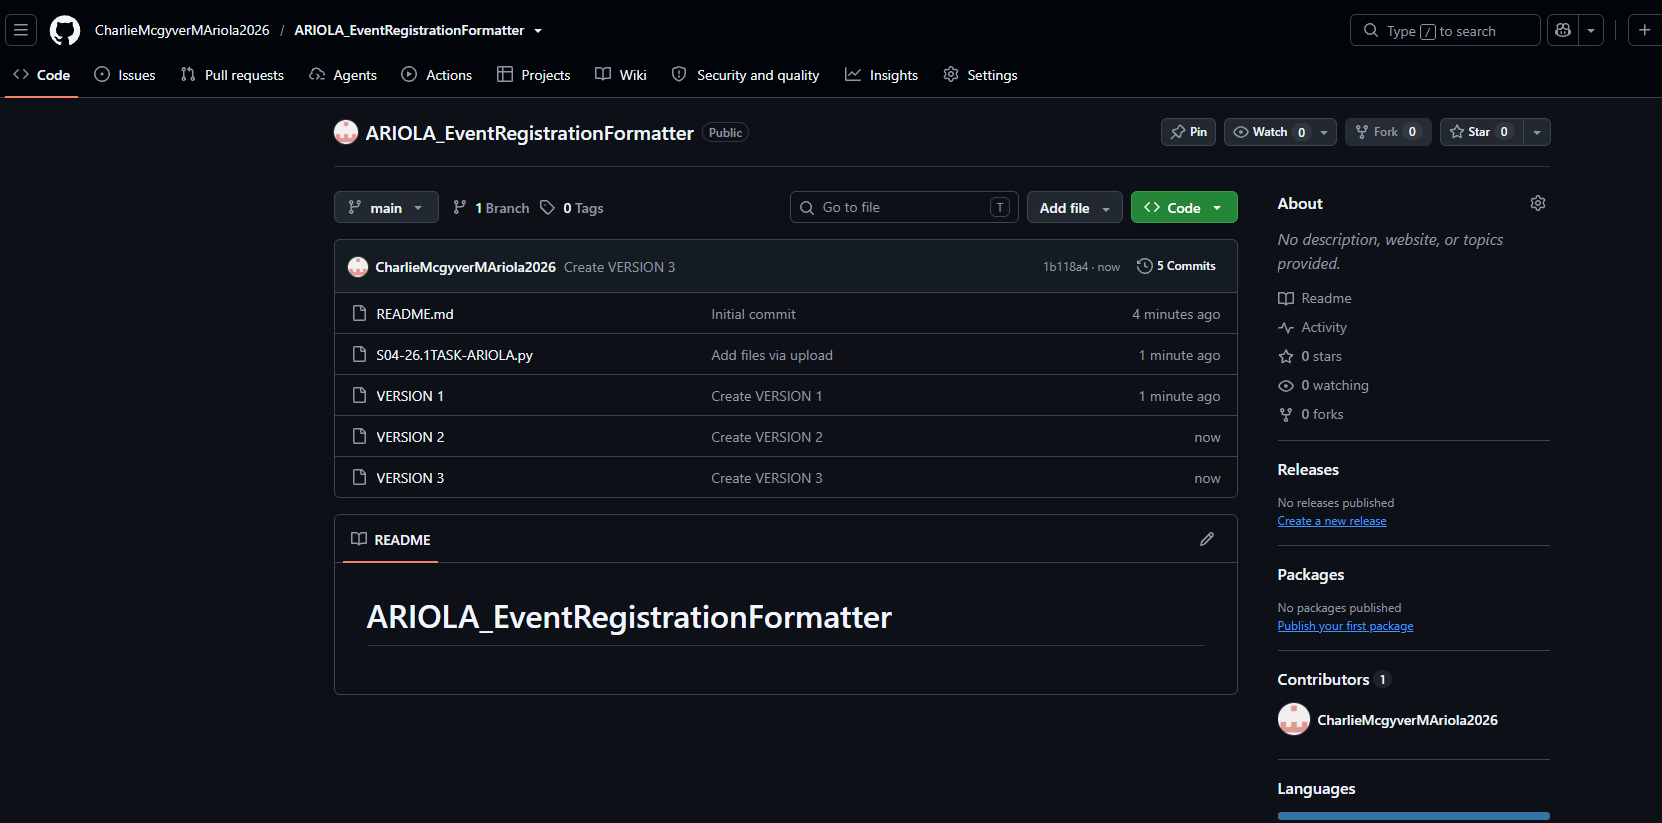 CharlieMcgyverMAriola2026 / ARIOLA_EventRegistrationFormatter
Type / to search
Code Issues Pull requests Agents Actions Projects Wiki Security and quality Insights Settings
ARIOLA_EventRegistrationFormatter Public
Pin Watch 0 Fork 0 Star 0
main 1 Branch 0 Tags Go to file T Add file Code
CharlieMcgyverMAriola2026 Create VERSION 3 1b118a4 · now 5 Commits
README.md Initial commit 4 minutes ago
S04-26.1TASK-ARIOLA.py Add files via upload 1 minute ago
VERSION 1 Create VERSION 1 1 minute ago
VERSION 2 Create VERSION 2 now
VERSION 3 Create VERSION 3 now
README
ARIOLA_EventRegistrationFormatter
About
No description, website, or topics
provided.
Readme
Activity
0 stars
0 watching
0 forks
Releases
No releases published
Create a new release
Packages
No packages published
Publish your first package
Contributors 1
CharlieMcgyverMAriola2026
Languages